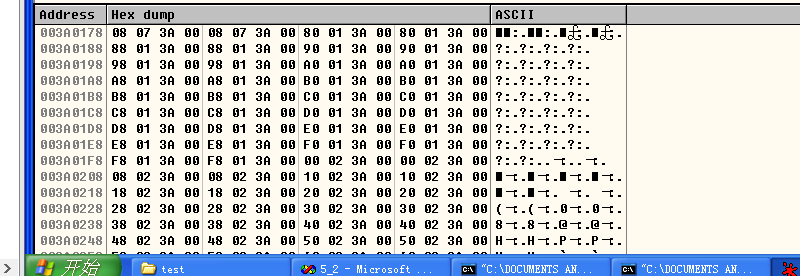 Address Hex dump ASCII
003A0178 08 07 3A 00 08 07 3A 00 80 01 3A 00 80 01 3A 00
003A0188 88 01 3A 00 88 01 3A 00 90 01 3A 00 90 01 3A 00 ?:.?:.?:.?:.
003A0198 98 01 3A 00 98 01 3A 00 A0 01 3A 00 A0 01 3A 00 ?:.?:.?:.?:.
003A01A8 A8 01 3A 00 A8 01 3A 00 B0 01 3A 00 B0 01 3A 00 ?:.?:.?:.?:.
003A01B8 B8 01 3A 00 B8 01 3A 00 C0 01 3A 00 C0 01 3A 00 ?:.?:.?:.?:.
003A01C8 C8 01 3A 00 C8 01 3A 00 D0 01 3A 00 D0 01 3A 00 ?:.?:.?:.?:.
003A01D8 D8 01 3A 00 D8 01 3A 00 E0 01 3A 00 E0 01 3A 00 ?:.?:.?:.?:.
003A01E8 E8 01 3A 00 E8 01 3A 00 F0 01 3A 00 F0 01 3A 00 ?:.?:.?:.?:.
003A01F8 F8 01 3A 00 F8 01 3A 00 00 02 3A 00 00 02 3A 00
003A0208 08 02 3A 00 08 02 3A 00 10 02 3A 00 10 02 3A 00
003A0218 18 02 3A 00 18 02 3A 00 20 02 3A 00 20 02 3A 00
003A0228 28 02 3A 00 28 02 3A 00 30 02 3A 00 30 02 3A 00
003A0238 38 02 3A 00 38 02 3A 00 40 02 3A 00 40 02 3A 00
003A0248 48 02 3A 00 48 02 3A 00 50 02 3A 00 50 02 3A 00
开始 test 5_2 - Microsoft ... "C:\DOCUMENTS AN... "C:\DOCUMENTS AN...